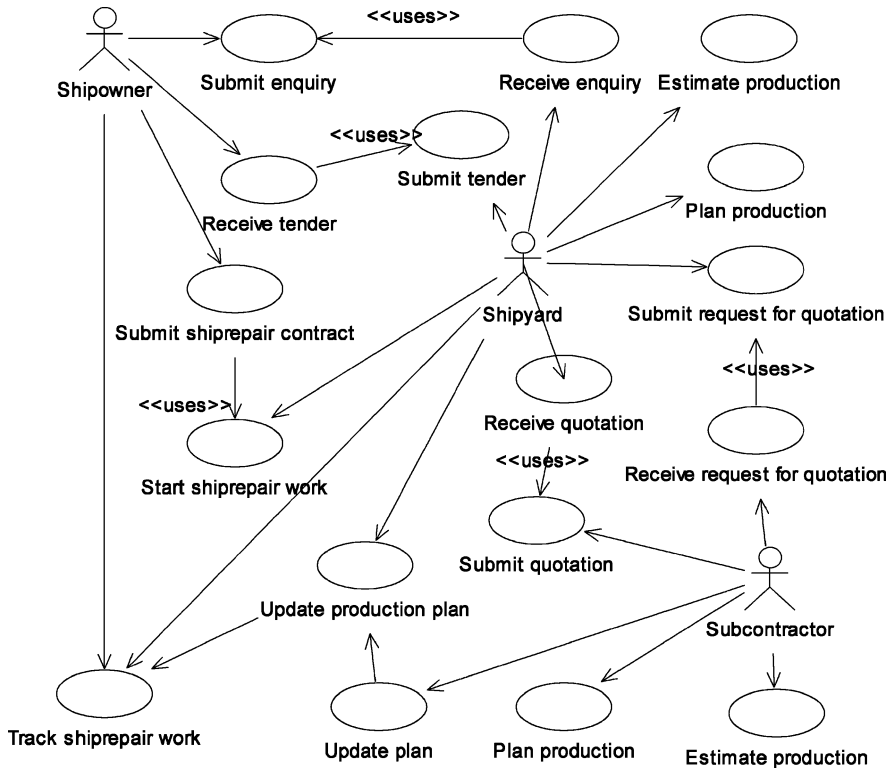 <<uses>>
Shipowner
Submit enquiry
Receive enquiry
Estimate production
<<uses>>
Submit tender
Receive tender
Plan production
Shipyard
Submit request for quotation
Submit shiprepair contract
<<uses>>
<<uses>>
Receive quotation
<<uses>>
Receive request for quotation
Start shiprepair work
Submit quotation
Update production plan
Subcontractor
Track shiprepair work
Update plan
Plan production
Estimate production